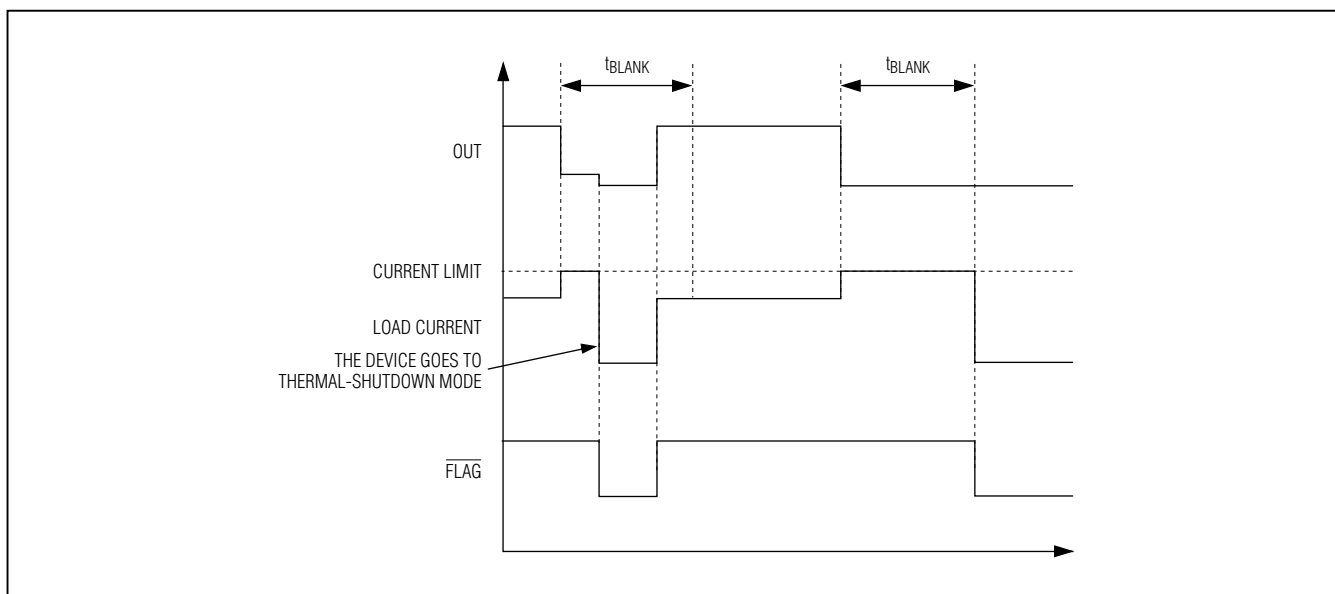 tBLANK
tBLANK
OUT
CURRENT LIMIT
LOAD CURRENT
THE DEVICE GOES TO
THERMAL-SHUTDOWN MODE
FLAG